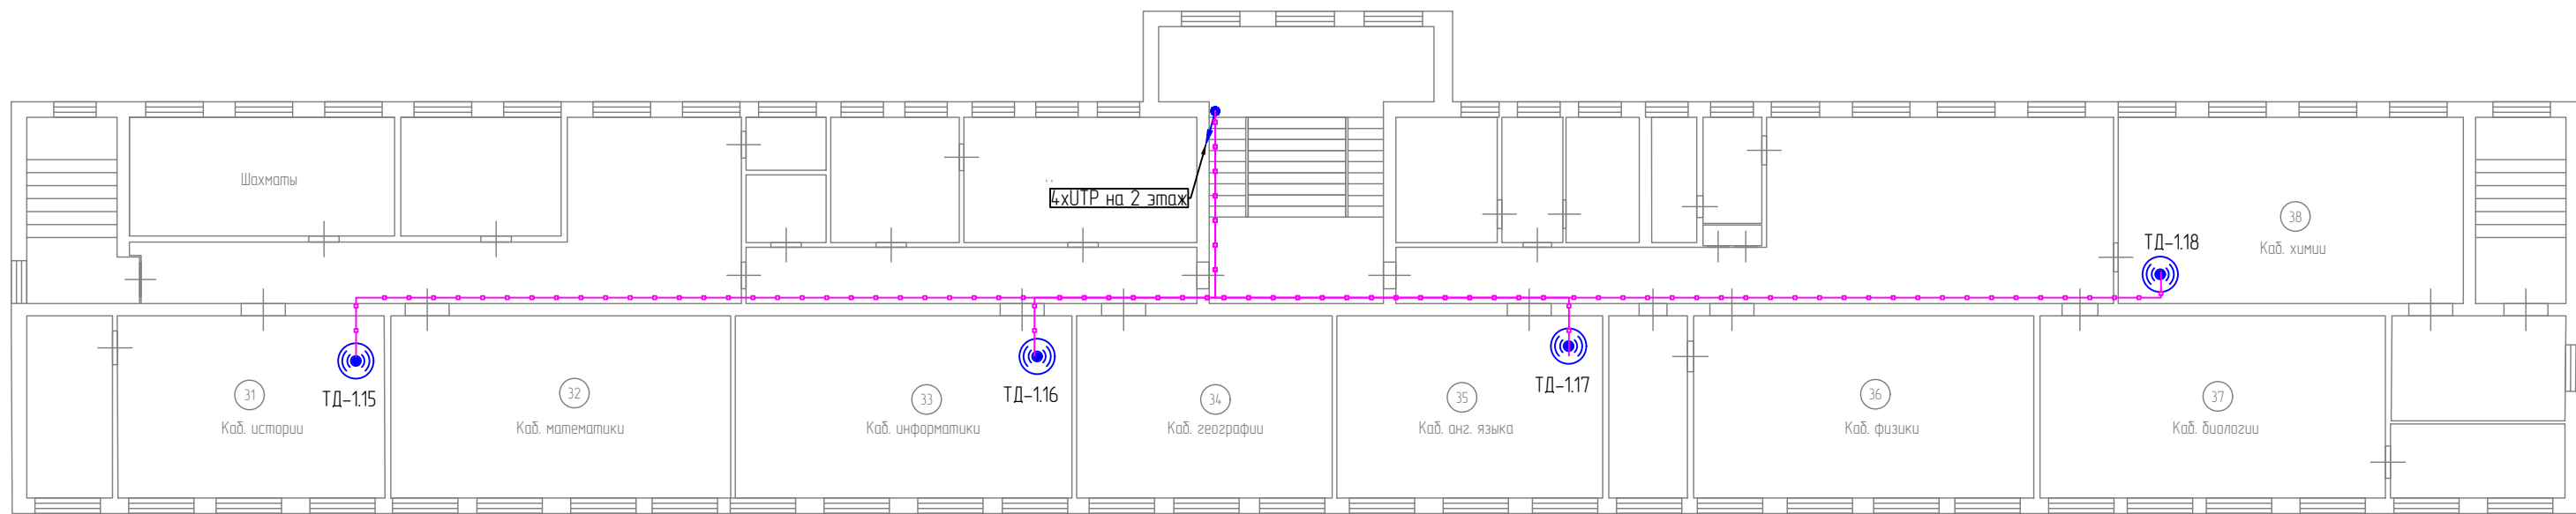 Шахматы
4xUTP на 2 этаж
38
Каб. химии
ТД-1.18
ТД-1.15
ТД-1.16
ТД-1.17
31
Каб. истории
32
Каб. математики
33
Каб. информатики
34
Каб. географии
35
Каб. анг. языка
36
Каб. физики
37
Каб. биологии